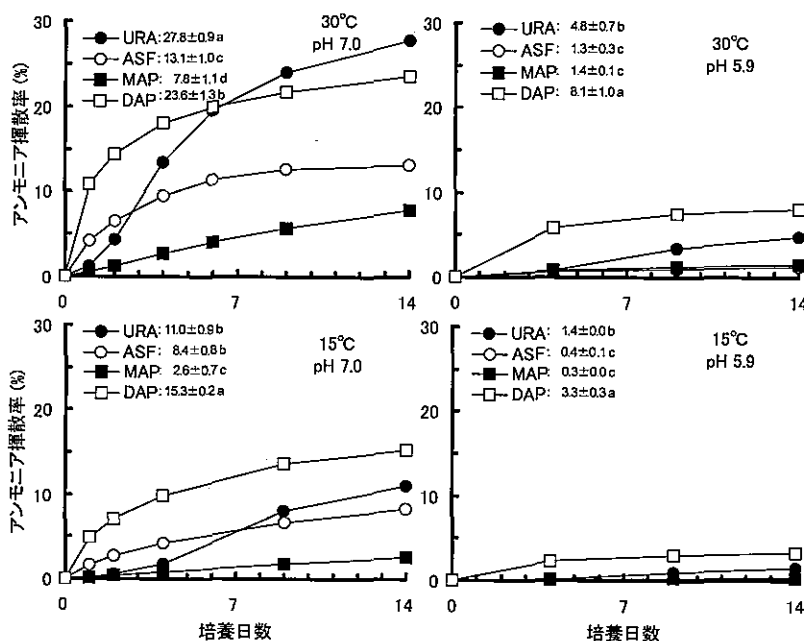 アンモニア揮散率(%)
30
20
10
0
0
7
14
URA: 27.8±0.9a
ASF: 13.1±1.0c
MAP: 7.8±1.1d
DAP: 23.6±1.3b
30℃
pH 7.0
30
20
10
0
0
7
14
URA: 4.8±0.7b
ASF: 1.3±0.3c
MAP: 1.4±0.1c
DAP: 8.1±1.0a
30℃
pH 5.9
アンモニア揮散率(%)
30
20
10
0
0
7
14
培養日数
URA: 11.0±0.9b
ASF: 8.4±0.8b
MAP: 2.6±0.7c
DAP: 15.3±0.2a
15℃
pH 7.0
30
20
10
0
0
7
14
培養日数
URA: 1.4±0.0b
ASF: 0.4±0.1c
MAP: 0.3±0.0c
DAP: 3.3±0.3a
15℃
pH 5.9